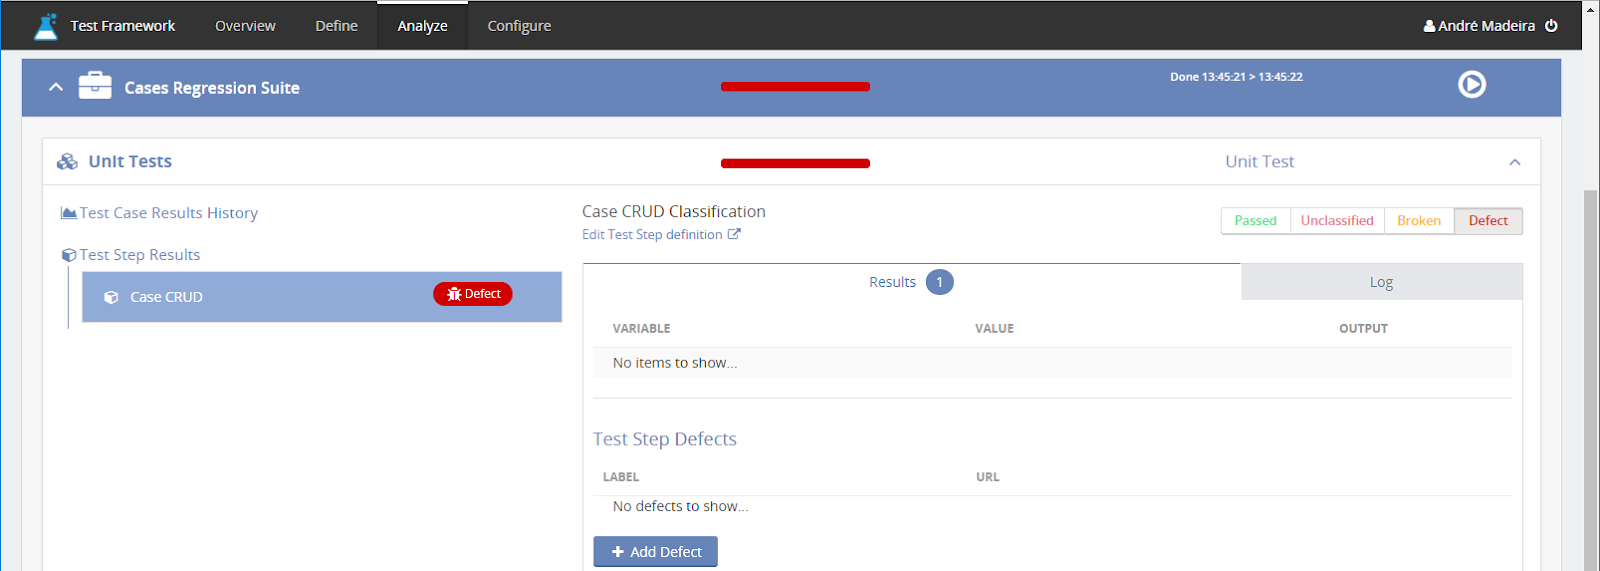 Test Framework Overview Define Analyze Configure André Madeira
Cases Regression Suite Done 13:45:21 > 13:45:22
Unit Tests Unit Test
Test Case Results History
Test Step Results
Case CRUD Defect
Case CRUD Classification
Edit Test Step definition
Passed Unclassified Broken Defect
Results 1 Log
VARIABLE VALUE OUTPUT
No items to show...
Test Step Defects
LABEL URL
No defects to show...
Add Defect